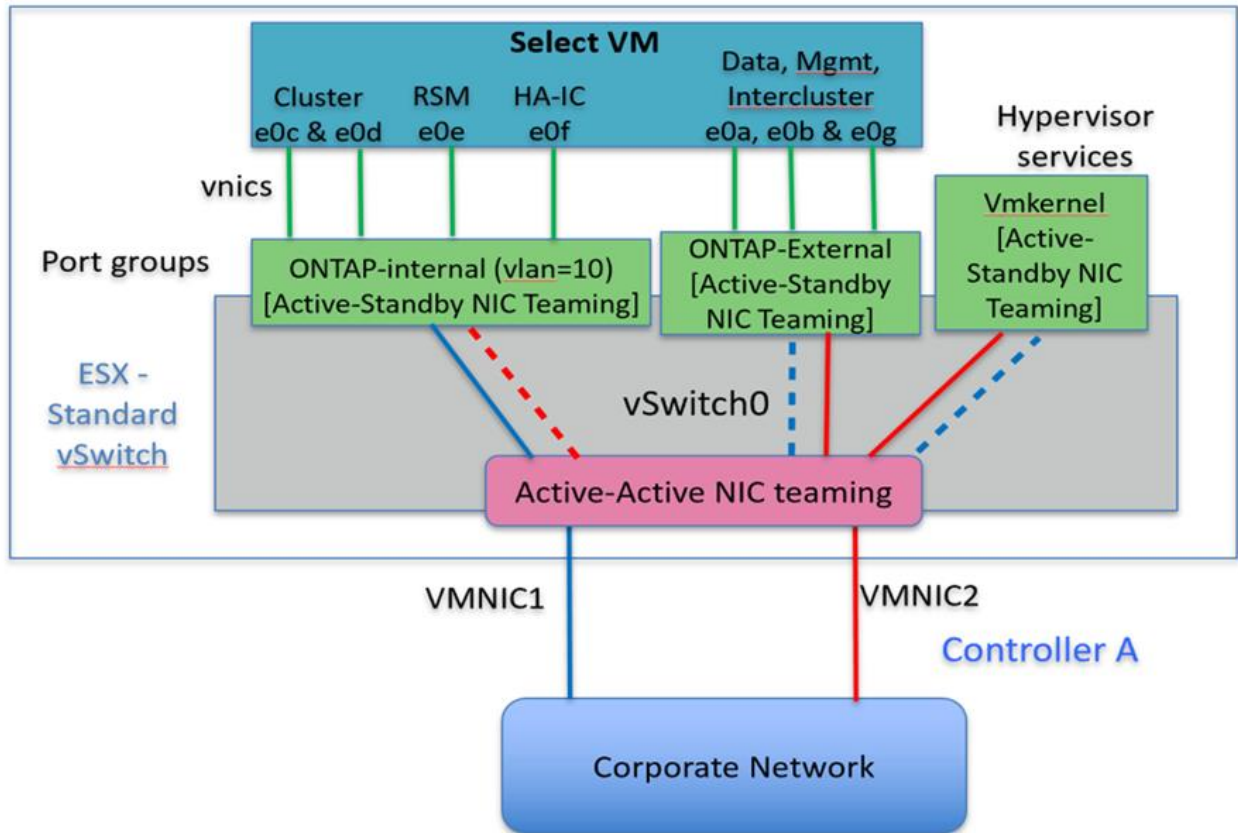 Select VM
Cluster
e0c & e0d
RSM
e0e
HA-IC
e0f
Data, Mgmt,
Intercluster
e0a, e0b & e0g
Hypervisor
services
vnics
Vmkernel
[Active-
Standby NIC
Teaming]
Port groups
ONTAP-internal (vlan=10)
[Active-Standby NIC Teaming]
ONTAP-External
[Active-Standby
NIC Teaming]
ESX -
Standard
vSwitch
vSwitch0
Active-Active NIC teaming
VMNIC1
VMNIC2
Controller A
Corporate Network